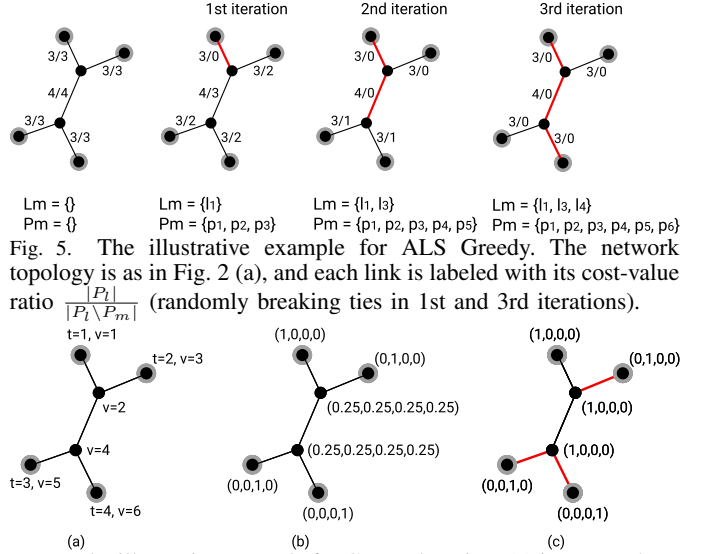 1st iteration 2nd iteration 3rd iteration
3/3 3/0 3/0 3/0
3/3 3/2 3/0 3/0
4/4 4/3 4/0 4/0
3/3 3/2 3/1 3/0
3/3 3/2 3/1 3/0
Lm = {} Lm = {l1} Lm = {l1, l3} Lm = {l1, l3, l4}
Pm = {} Pm = {p1, p2, p3} Pm = {p1, p2, p3, p4, p5} Pm = {p1, p2, p3, p4, p5, p6}
Fig. 5. The illustrative example for ALS Greedy. The network
topology is as in Fig. 2 (a), and each link is labeled with its cost-value
ratio |Pl| / |Pl\Pm| (randomly breaking ties in 1st and 3rd iterations).
t=1, v=1 (1,0,0,0) (1,0,0,0)
t=2, v=3 (0,1,0,0) (0,1,0,0)
v=2 (0.25,0.25,0.25,0.25) (1,0,0,0)
v=4 (0.25,0.25,0.25,0.25) (1,0,0,0)
t=3, v=5 (0,0,1,0) (0,0,1,0)
t=4, v=6 (0,0,0,1) (0,0,0,1)
(a) (b) (c)